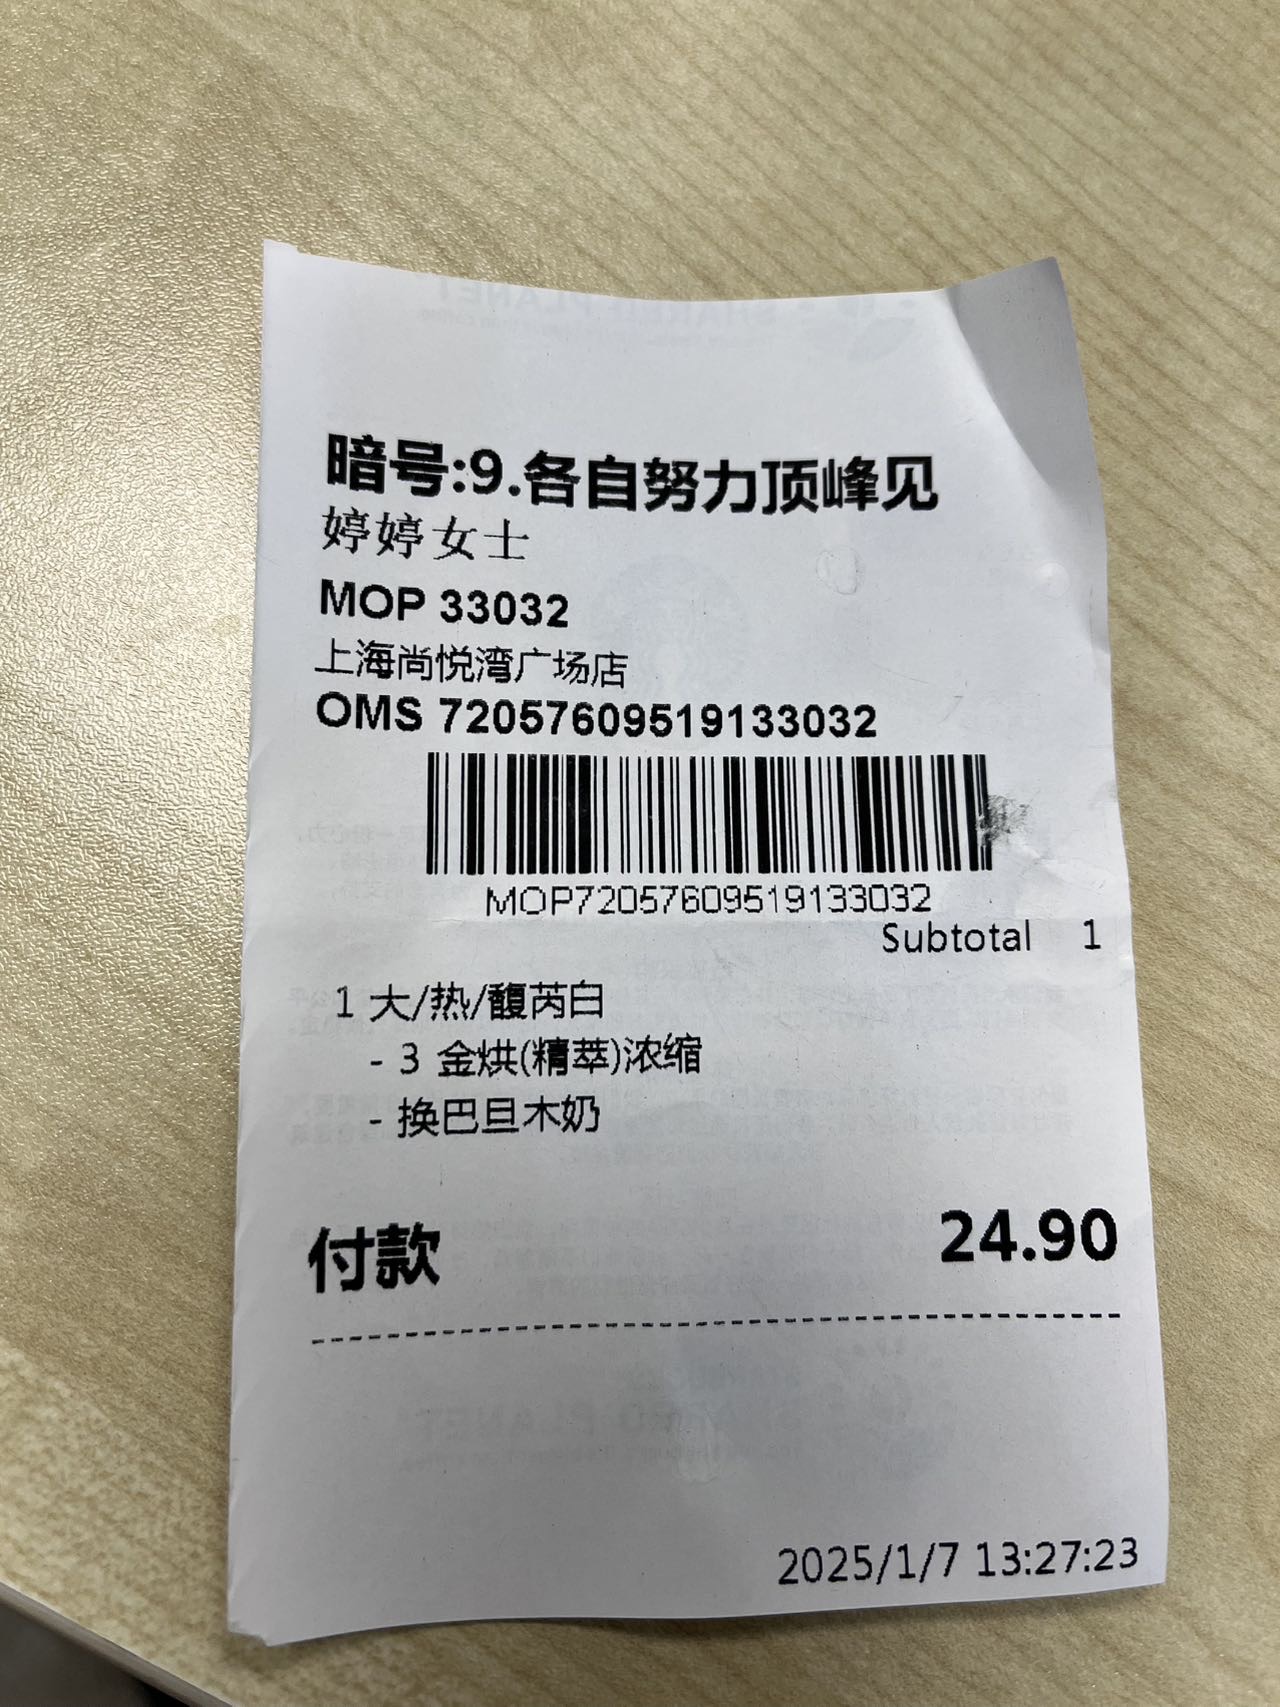 暗号:9.各自努力顶峰见
婷婷女士
MOP 33032
上海尚悦湾广场店
OMS 72057609519133032
MOP72057609519133032
Subtotal 1
1 大/热/馥芮白
- 3 金烘(精萃)浓缩
- 换巴旦木奶
付款 24.90
2025/1/7 13:27:23